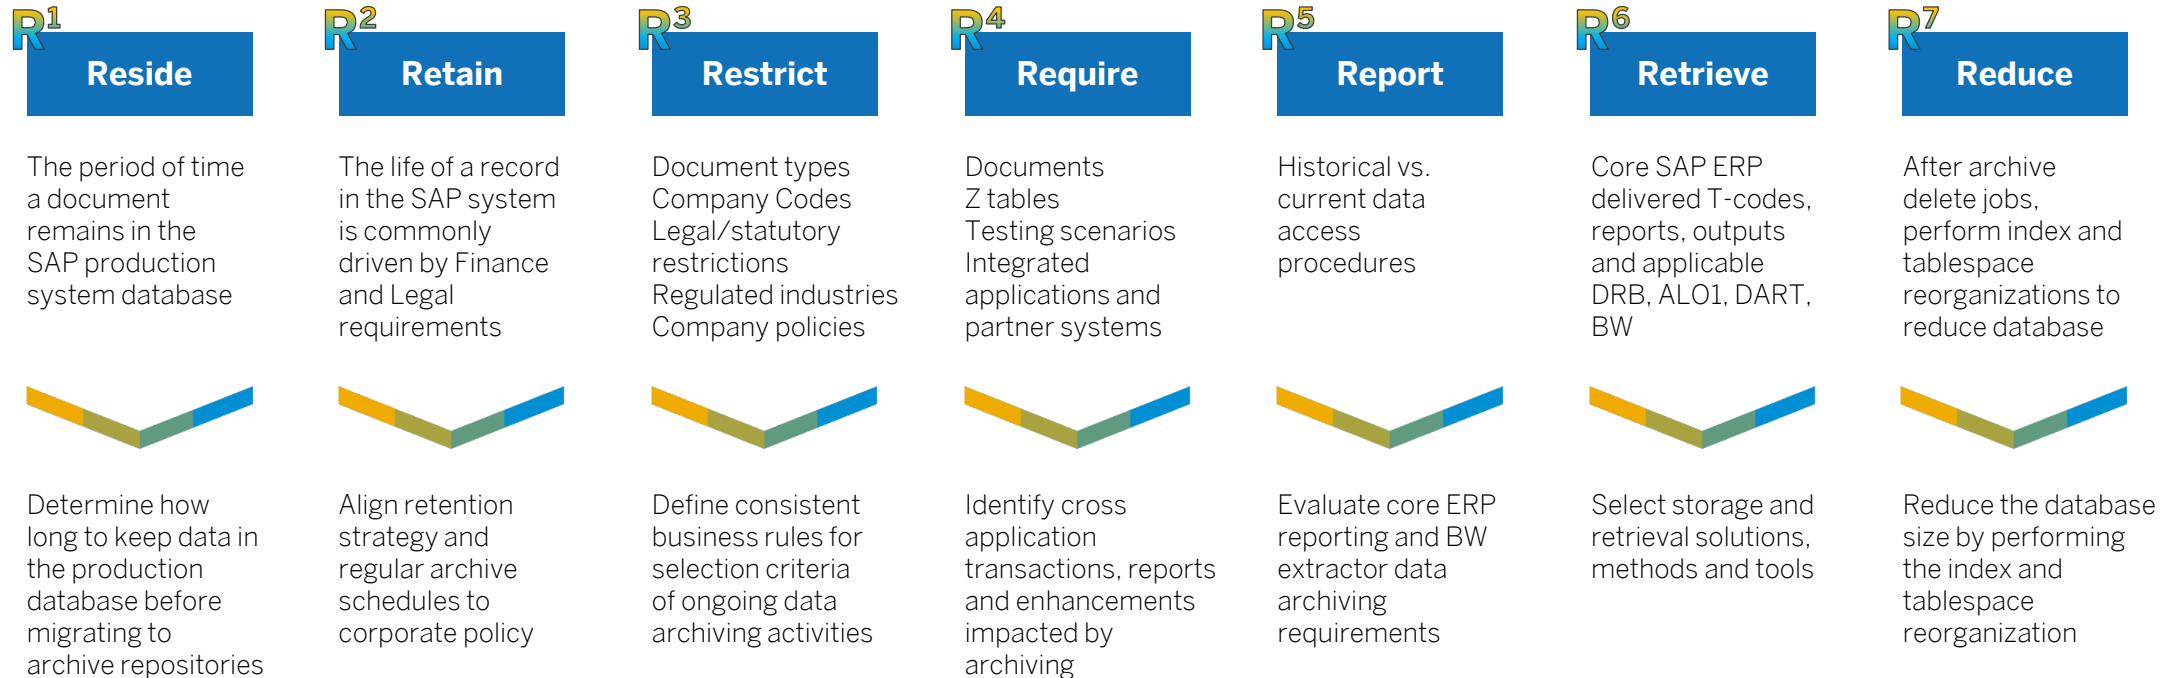 R1
Reside
The period of time
a document
remains in the
SAP production
system database
Determine how
long to keep data in
the production
database before
migrating to
archive repositories
R2
Retain
The life of a record
in the SAP system
is commonly
driven by Finance
and Legal
requirements
Align retention
strategy and
regular archive
schedules to
corporate policy
R3
Restrict
Document types
Company Codes
Legal/statutory
restrictions
Regulated industries
Company policies
Define consistent
business rules for
selection criteria
of ongoing data
archiving activities
R4
Require
Documents
Z tables
Testing scenarios
Integrated
applications and
partner systems
Identify cross
application
transactions, reports
and enhancements
impacted by
archiving
R5
Report
Historical vs.
current data
access
procedures
Evaluate core ERP
reporting and BW
extractor data
archiving
requirements
R6
Retrieve
Core SAP ERP
delivered T-codes,
reports, outputs
and applicable
DRB, ALO1, DART,
BW
Select storage and
retrieval solutions,
methods and tools
R7
Reduce
After archive
delete jobs,
perform index and
tablespace
reorganizations to
reduce database
Reduce the database
size by performing
the index and
tablespace
reorganization